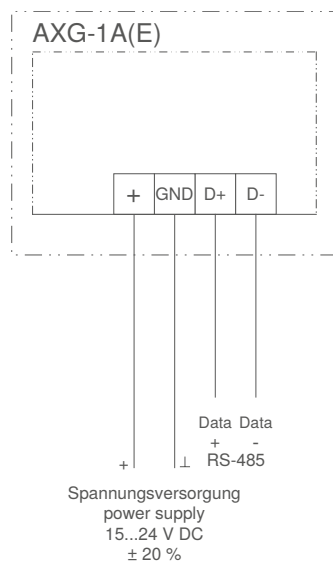 AXG-1A(E)
+ GND D+ D-
Data Data
+ -
+ ⊥ RS-485
Spannungsversorgung
power supply
15...24 V DC
± 20 %